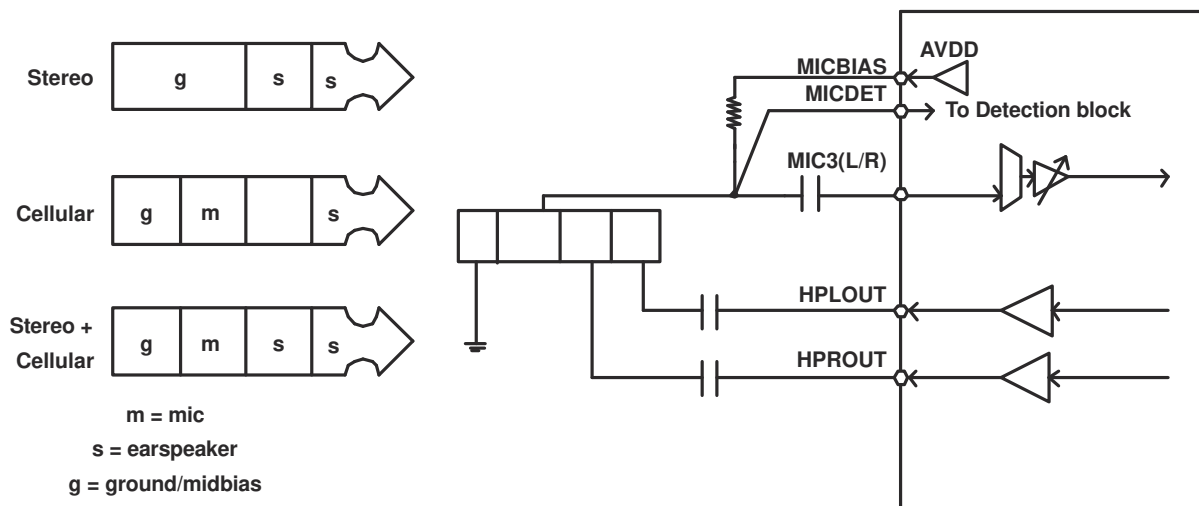 Stereo
g
s
s
Cellular
g
m
s
Stereo +
Cellular
g
m
s
s
m = mic
s = earspeaker
g = ground/midbias
MICBIAS
AVDD
MICDET
To Detection block
MIC3(L/R)
HPLOUT
HPROUT